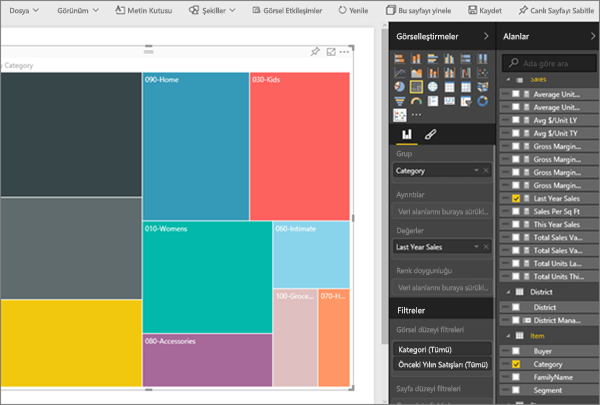 Dosya Görünüm Metin Kutusu Şekiller Görsel Etkileşimler Yenile Bu sayfayı yinele Kaydet Canlı Sayfayı Sabitle
y Category
090-Home
030-Kids
010-Womens
060-Intimate
100-Groce...
070-H...
080-Accessories
Görselleştirmeler
Grup
Category
Ayrıntılar
Veri alanlarını buraya sürükl...
Değerler
Last Year Sales
Renk doygunluğu
Veri alanlarını buraya sürükl...
Filtreler
Görsel düzeyi filtreleri
Kategori (Tümü)
Önceki Yılın Satışları (Tümü)
Sayfa düzeyi filtreleri
Alanlar
Ada göre ara
Sales
Average Unit...
Average Unit...
Avg $/Unit LY
Avg $/Unit TY
Gross Margin...
Gross Margin...
Gross Margin...
Gross Margin...
Last Year Sales
Sales Per Sq Ft
This Year Sales
Total Sales Va...
Total Sales Va...
Total Units La...
Total Units Thi...
District
District
District Mana...
Item
Buyer
Category
FamilyName
Segment